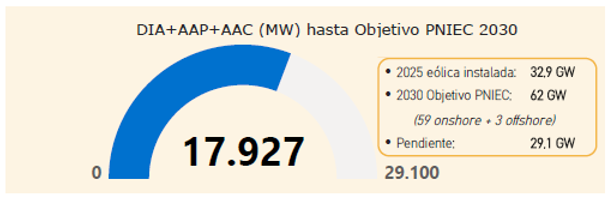 DIA+AAP+AAC (MW) hasta Objetivo PNIEC 2030
• 2025 eólica instalada: 32,9 GW
• 2030 Objetivo PNIEC: 62 GW
(59 onshore + 3 offshore)
• Pendiente: 29,1 GW
17.927
0
29.100